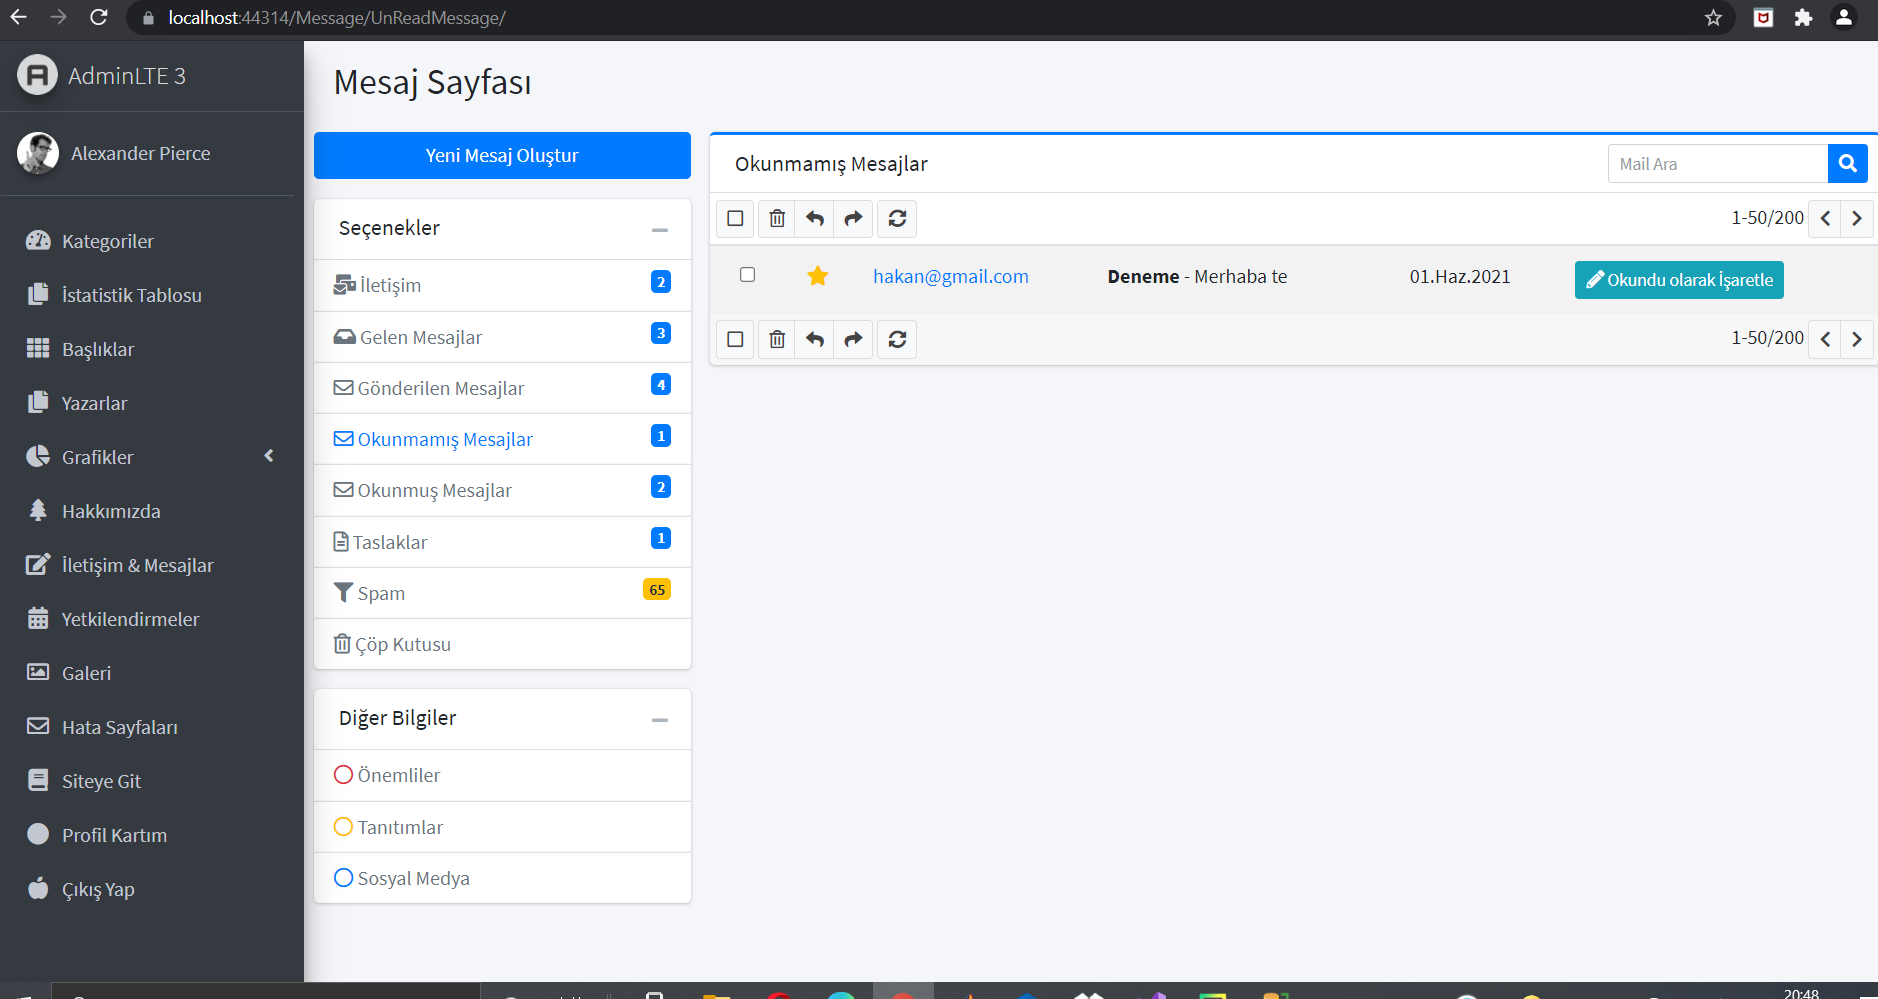 localhost:44314/Message/UnReadMessage/
AdminLTE 3
Alexander Pierce
Kategoriler
İstatistik Tablosu
Başlıklar
Yazarlar
Grafikler
Hakkımızda
İletişim & Mesajlar
Yetkilendirmeler
Galeri
Hata Sayfaları
Siteye Git
Profil Kartım
Çıkış Yap
Mesaj Sayfası
Yeni Mesaj Oluştur
Seçenekler
İletişim 2
Gelen Mesajlar 3
Gönderilen Mesajlar 4
Okunmamış Mesajlar 1
Okunmuş Mesajlar 2
Taslaklar 1
Spam 65
Çöp Kutusu
Diğer Bilgiler
Önemliler
Tanıtımlar
Sosyal Medya
Okunmamış Mesajlar
Mail Ara
1-50/200
hakan@gmail.com Deneme - Merhaba te 01.Haz.2021 Okundu olarak İşaretle
1-50/200
20:48